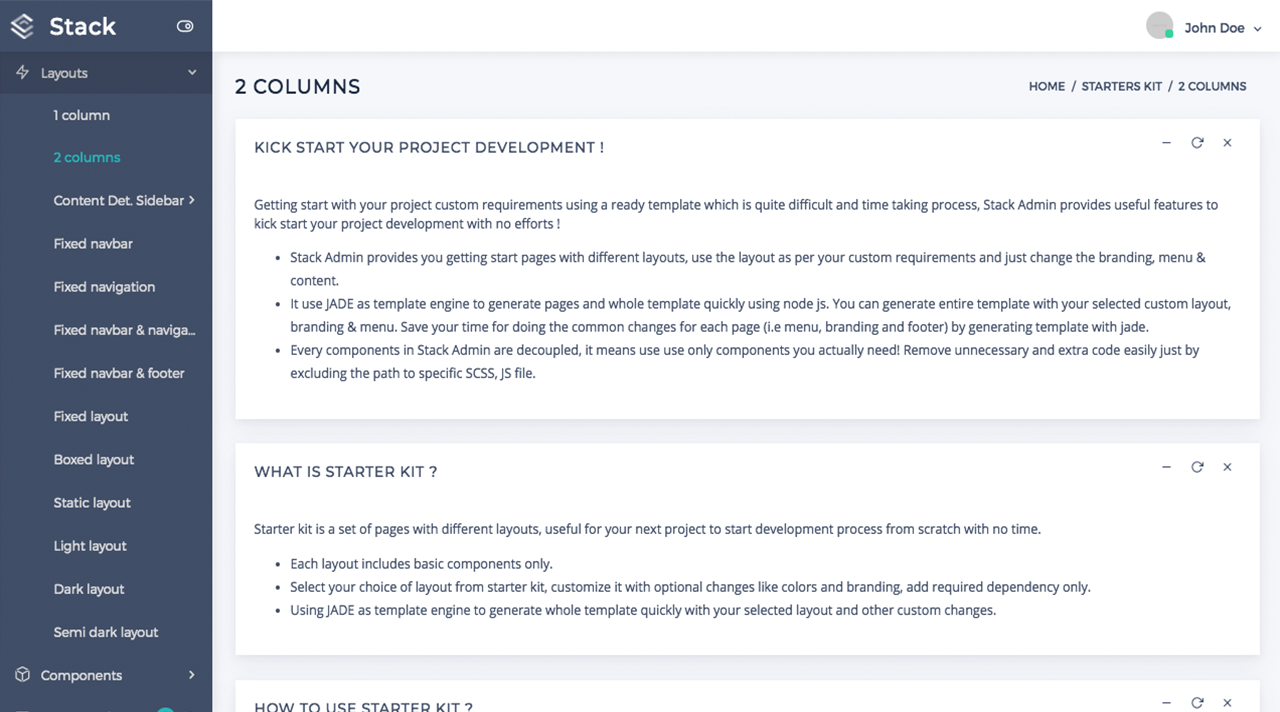 Stack
John Doe
Layouts
1 column
2 columns
Content Det. Sidebar
Fixed navbar
Fixed navigation
Fixed navbar & naviga...
Fixed navbar & footer
Fixed layout
Boxed layout
Static layout
Light layout
Dark layout
Semi dark layout
Components
2 COLUMNS
HOME / STARTERS KIT / 2 COLUMNS
KICK START YOUR PROJECT DEVELOPMENT !
Getting start with your project custom requirements using a ready template which is quite difficult and time taking process, Stack Admin provides useful features to
kick start your project development with no efforts !
• Stack Admin provides you getting start pages with different layouts, use the layout as per your custom requirements and just change the branding, menu &
content.
• It use JADE as template engine to generate pages and whole template quickly using node js. You can generate entire template with your selected custom layout,
branding & menu. Save your time for doing the common changes for each page (i.e menu, branding and footer) by generating template with jade.
• Every components in Stack Admin are decoupled, it means use use only components you actually need! Remove unnecessary and extra code easily just by
excluding the path to specific SCSS, JS file.
WHAT IS STARTER KIT ?
Starter kit is a set of pages with different layouts, useful for your next project to start development process from scratch with no time.
• Each layout includes basic components only.
• Select your choice of layout from starter kit, customize it with optional changes like colors and branding, add required dependency only.
• Using JADE as template engine to generate whole template quickly with your selected layout and other custom changes.
HOW TO USE STARTER KIT ?